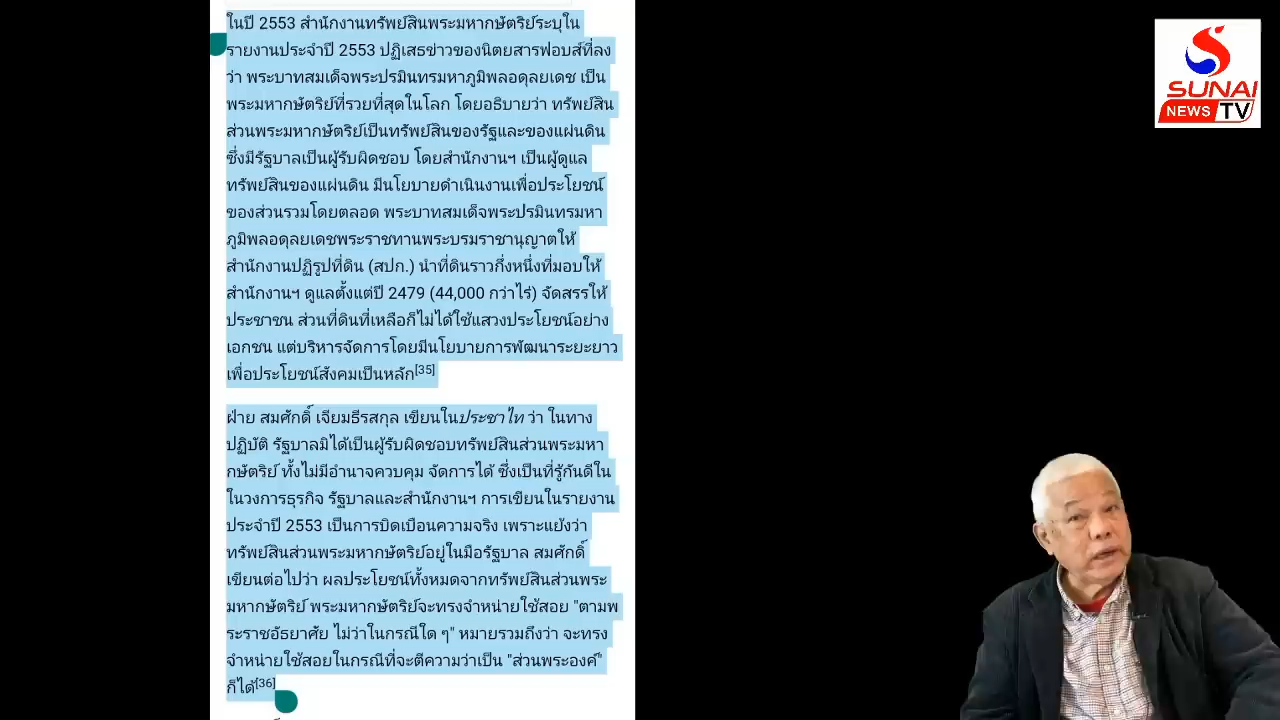 ในปี 2553 สำนักงานทรัพย์สินพระมหากษัตริย์ระบุใน
รายงานประจำปี 2553 ปฏิเสธข่าวของนิตยสารฟอบส์ที่ลง
ว่า พระบาทสมเด็จพระปรมินทรมหาภูมิพลอดุลยเดช เป็น
พระมหากษัตริย์ที่รวยที่สุดในโลก โดยอธิบายว่า ทรัพย์สิน
ส่วนพระมหากษัตริย์เป็นทรัพย์สินของรัฐและของแผ่นดิน
ซึ่งมีรัฐบาลเป็นผู้รับผิดชอบ โดยสำนักงานฯ เป็นผู้ดูแล
ทรัพย์สินของแผ่นดิน มีนโยบายดำเนินงานเพื่อประโยชน์
ของส่วนรวมโดยตลอด พระบาทสมเด็จพระปรมินทรมหา
ภูมิพลอดุลยเดชพระราชทานพระบรมราชานุญาตให้
สำนักงานปฏิรูปที่ดิน (สปก.) นำที่ดินราวกึ่งหนึ่งที่มอบให้
สำนักงานฯ ดูแลตั้งแต่ปี 2479 (44,000 กว่าไร่) จัดสรรให้
ประชาชน ส่วนที่ดินที่เหลือก็ไม่ได้ใช้แสวงประโยชน์อย่าง
เอกชน แต่บริหารจัดการโดยมีนโยบายการพัฒนาระยะยาว
เพื่อประโยชน์สังคมเป็นหลัก[35]
ฝ่าย สมศักดิ์ เจียมธีรสกุล เขียนในประชาไท ว่า ในทาง
ปฏิบัติ รัฐบาลมิได้เป็นผู้รับผิดชอบทรัพย์สินส่วนพระมหา
กษัตริย์ ทั้งไม่มีอำนาจควบคุม จัดการได้ ซึ่งเป็นที่รู้กันดีใน
ในวงการธุรกิจ รัฐบาลและสำนักงานฯ การเขียนในรายงาน
ประจำปี 2553 เป็นการบิดเบือนความจริง เพราะแย้งว่า
ทรัพย์สินส่วนพระมหากษัตริย์อยู่ในมือรัฐบาล สมศักดิ์
เขียนต่อไปว่า ผลประโยชน์ทั้งหมดจากทรัพย์สินส่วนพระ
มหากษัตริย์ พระมหากษัตริย์จะทรงจำหน่ายใช้สอย "ตามพ
ระราชอัธยาศัย ไม่ว่าในกรณีใด ๆ" หมายรวมถึงว่า จะทรง
จำหน่ายใช้สอยในกรณีที่จะตีความว่าเป็น "ส่วนพระองค์"
ก็ได้[36]
SUNAI
NEWS TV